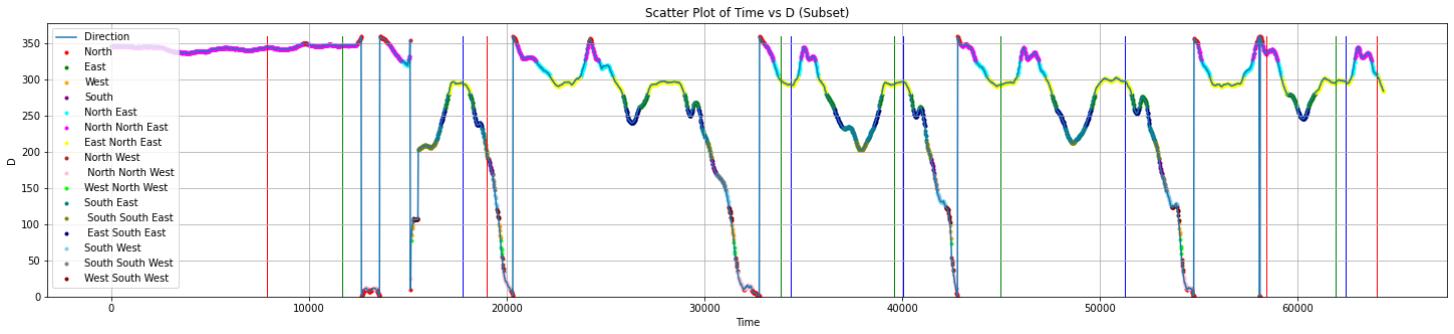 Scatter Plot of Time vs D (Subset)
350
300
250
200
150
100
50
0
D
Direction
North
East
West
South
North East
North North East
East North East
North West
North North West
West North West
South East
South South East
East South East
South West
South South West
West South West
0
10000
20000
30000
40000
50000
60000
Time